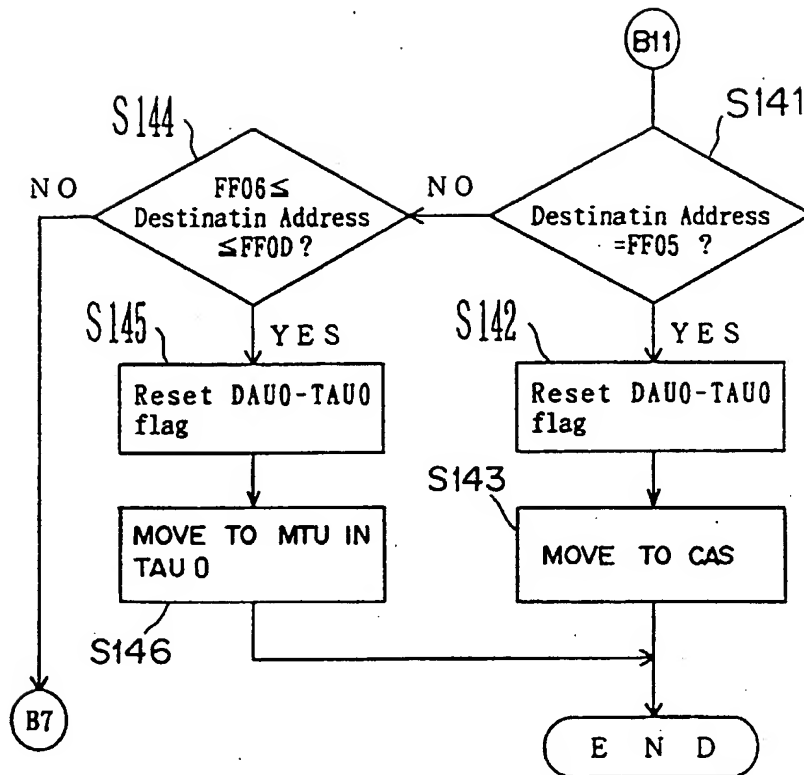 B11
S141
Destinatin Address
=FF05 ?
NO
YES
S144
FF06≦
Destinatin Address
≦FF0D?
NO
YES
S145
Reset DAU0-TAU0
flag
S142
Reset DAU0-TAU0
flag
S143
MOVE TO CAS
MOVE TO MTU IN
TAU 0
S146
B7
E N D